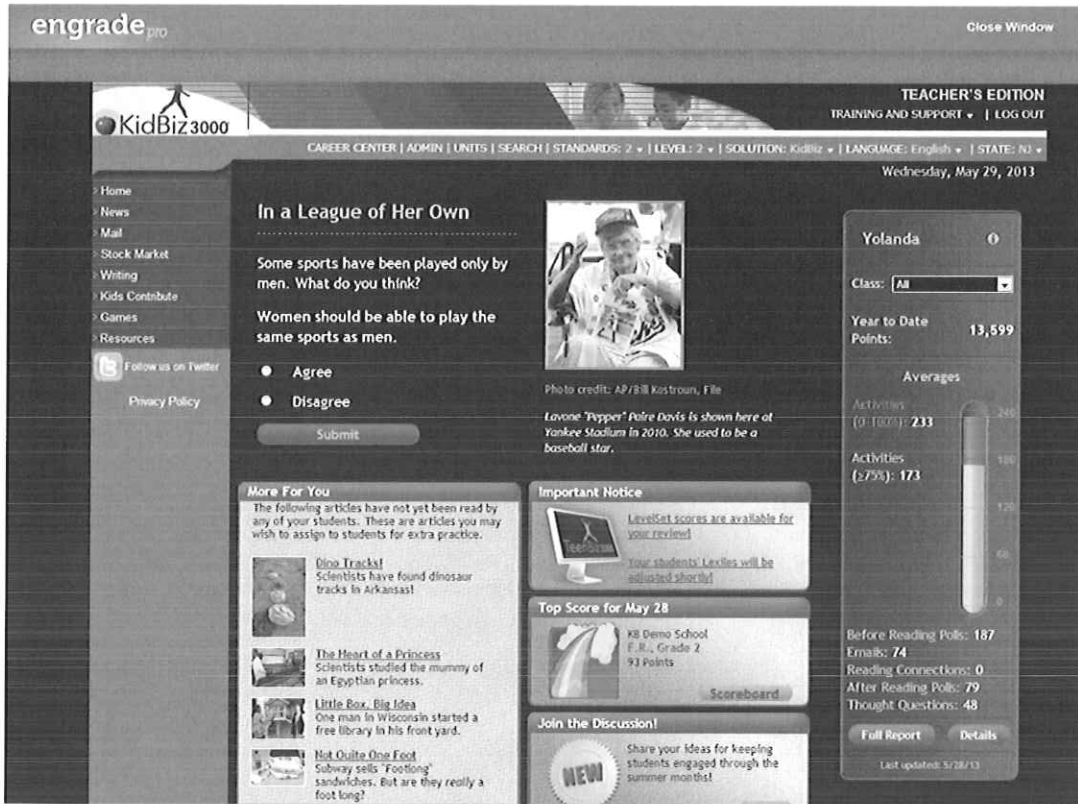 engrade pro
Close Window
KidBiz3000
TEACHER'S EDITION
TRAINING AND SUPPORT | LOG OUT
CAREER CENTER | ADMIN | UNITS | SEARCH | STANDARDS: 2 | LEVEL: 2 | SOLUTION: KidBiz | LANGUAGE: English | STATE: NJ
Wednesday, May 29, 2013
Home
News
Mail
Stock Market
Writing
Kids Contribute
Games
Resources
Follow us on Twitter
Privacy Policy
In a League of Her Own
Some sports have been played only by
men. What do you think?
Women should be able to play the
same sports as men.
Agree
Disagree
Submit
Photo credit: AP/Bill Kostroun, File
Lavone "Pepper" Paire Davis is shown here at
Yankee Stadium in 2010. She used to be a
baseball star.
More For You
The following articles have not yet been read by
any of your students. These are articles you may
wish to assign to students for extra practice.
Dino Tracks!
Scientists have found dinosaur
tracks in Arkansas!
The Heart of a Princess
Scientists studied the mummy of
an Egyptian princess.
Little Box, Big Idea
One man in Wisconsin started a
free library in his front yard.
Not Quite One Foot
Subway sells "Footlong"
sandwiches. But are they really a
foot long?
Important Notice
TeenBiz3000
LevelSet scores are available for
your review!
Your students' Lexiles will be
adjusted shortly!
Top Score for May 28
KB Demo School
F.R., Grade 2
93 Points
Scoreboard
Join the Discussion!
NEW
Share your ideas for keeping
students engaged through the
summer months!
Yolanda
Class: All
Year to Date
Points: 13,599
Averages
Activities
(0-100%): 233
Activities
(≥75%): 173
240
180
120
60
0
Before Reading Polls: 187
Emails: 74
Reading Connections: 0
After Reading Polls: 79
Thought Questions: 48
Full Report
Details
Last updated: 5/28/13